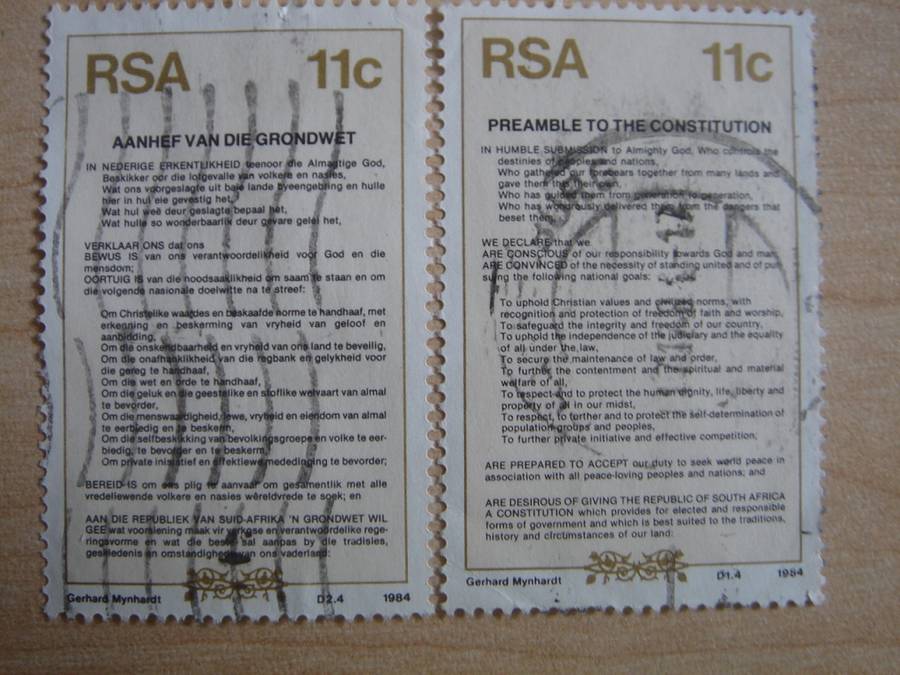 RSA 11c
AANHEF VAN DIE GRONDWET
IN NEDERIGE ERKENTLIKHEID teenoor die Almagtige God,
Beskikker oor die lotgevalle van volkere en nasies,
Wat ons voorgeslagte uit baie lande byeengebring en hulle
hier in hul eie gevestig het,
Wat hul weë deur geslagte bepaal het,
Wat hulle so wonderbaarlik deur gevare gelei het,
VERKLAAR ONS dat ons
BEWUS IS van ons verantwoordelikheid voor God en die
mensdom;
OORTUIG IS van die noodsaaklikheid om saam te staan en om
die volgende nasionale doelwitte na te streef:
Om Christelike waardes en beskaafde norme te handhaaf, met
erkenning en beskerming van vryheid van geloof en
aanbidding,
Om die onskendbaarheid en vryheid van ons land te beveilig,
Om die onafhanklikheid van die regbank en gelykheid voor
die gereg te handhaaf,
Om die wet en orde te handhaaf,
Om die geluk en die geestelike en stoflike welvaart van almal
te bevorder,
Om die menswaardigheid, lewe, vryheid en eiendom van almal
te eerbiedig en te beskerm,
Om die selfbeskikking van bevolkingsgroepe en volke te eer-
biedig, te bevorder en te beskerm,
Om private inisiatief en effektiewe mededinging te bevorder;
BEREID IS om ons plig te aanvaar om gesamentlik met alle
vredeliewende volkere en nasies wêreldvrede te soek; en
AAN DIE REPUBLIEK VAN SUID-AFRIKA 'N GRONDWET WIL
GEE wat voorsiening maak vir verkose en verantwoordelike rege-
ringsvorme en wat die beste sal aanpas by die tradisies,
geskiedenis en omstandighede van ons vaderland:
Gerhard Mynhardt D2.4 1984
RSA 11c
PREAMBLE TO THE CONSTITUTION
IN HUMBLE SUBMISSION to Almighty God, Who controls the
destinies of peoples and nations,
Who gathered our forebears together from many lands and
gave them this their own,
Who has guided them from generation to generation,
Who has wondrously delivered them from the dangers that
beset them,
WE DECLARE that we
ARE CONSCIOUS of our responsibility towards God and man;
ARE CONVINCED of the necessity of standing united and of pur-
suing the following national goals:
To uphold Christian values and civilized norms, with
recognition and protection of freedom of faith and worship,
To safeguard the integrity and freedom of our country,
To uphold the independence of the judiciary and the equality
of all under the law,
To secure the maintenance of law and order,
To further the contentment and the spiritual and material
welfare of all,
To respect and to protect the human dignity, life, liberty and
property of all in our midst,
To respect, to further and to protect the self-determination of
population groups and peoples,
To further private initiative and effective competition;
ARE PREPARED TO ACCEPT our duty to seek world peace in
association with all peace-loving peoples and nations; and
ARE DESIROUS OF GIVING THE REPUBLIC OF SOUTH AFRICA
A CONSTITUTION which provides for elected and responsible
forms of government and which is best suited to the traditions,
history and circumstances of our land:
Gerhard Mynhardt D1.4 1984